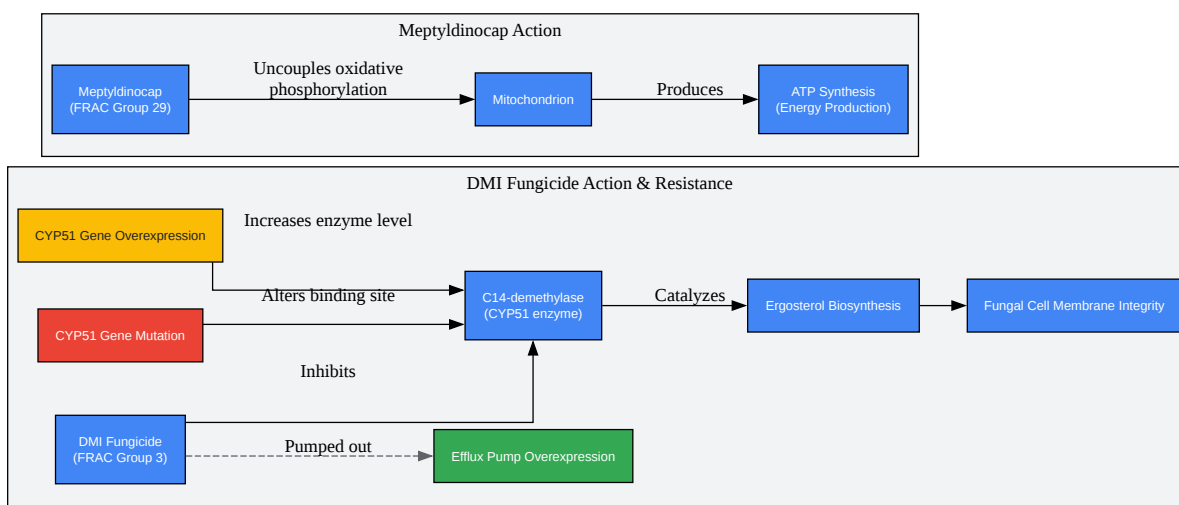 Meptyldinocap Action
Uncouples oxidative
phosphorylation
Meptyldinocap
(FRAC Group 29)
Mitochondrion
Produces
ATP Synthesis
(Energy Production)
DMI Fungicide Action & Resistance
CYP51 Gene Overexpression
Increases enzyme level
Alters binding site
CYP51 Gene Mutation
C14-demethylase
(CYP51 enzyme)
Catalyzes
Ergosterol Biosynthesis
Fungal Cell Membrane Integrity
Inhibits
DMI Fungicide
(FRAC Group 3)
Pumped out
Efflux Pump Overexpression